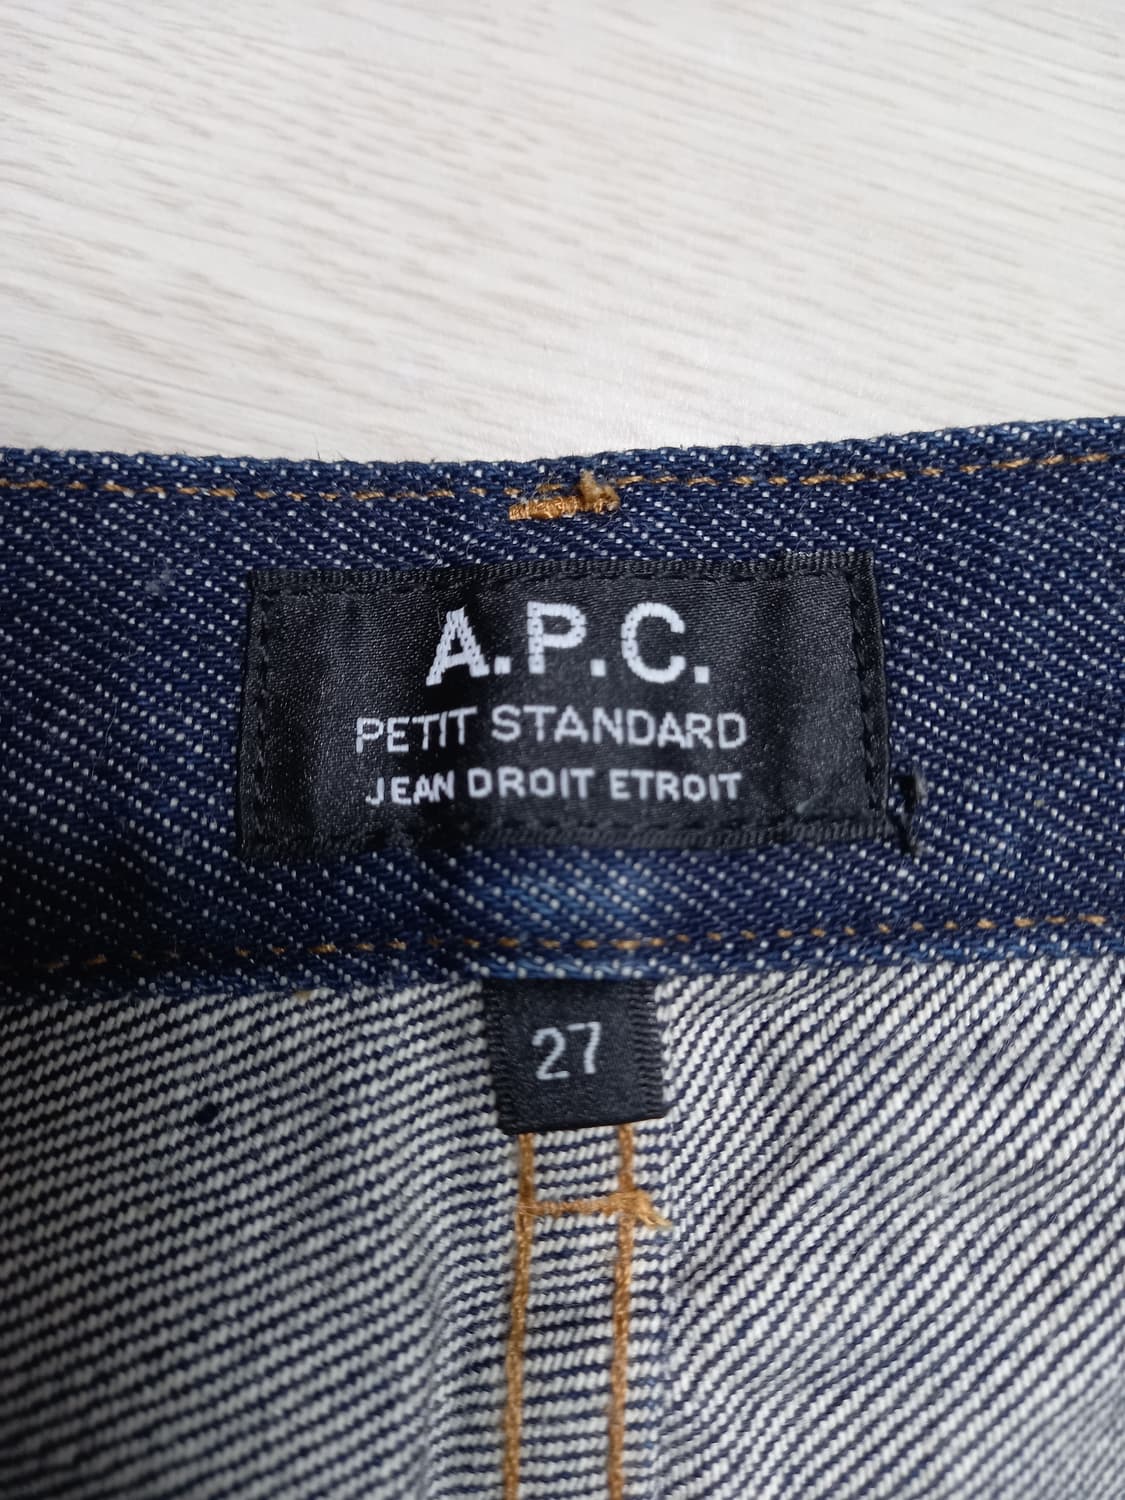 A.P.C.
PETIT STANDARD
JEAN DROIT ETROIT
27